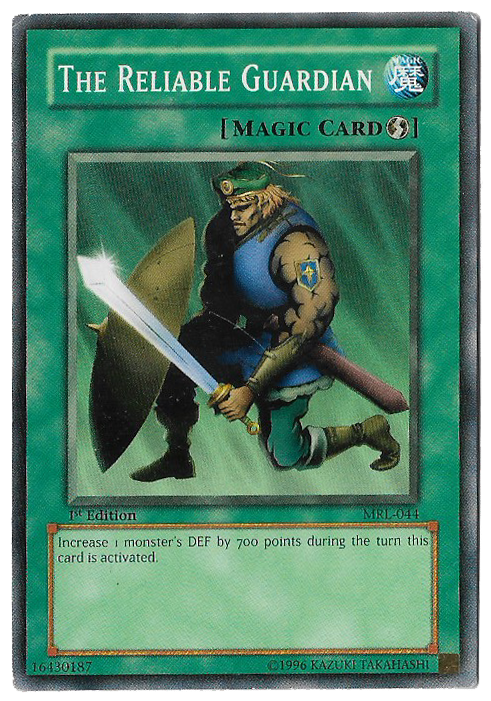 THE RELIABLE GUARDIAN
MAGIC
魔
[MAGIC CARD]
1st Edition
MRL-044
Increase 1 monster's DEF by 700 points during the turn this
card is activated.
16430187
©1996 KAZUKI TAKAHASHI